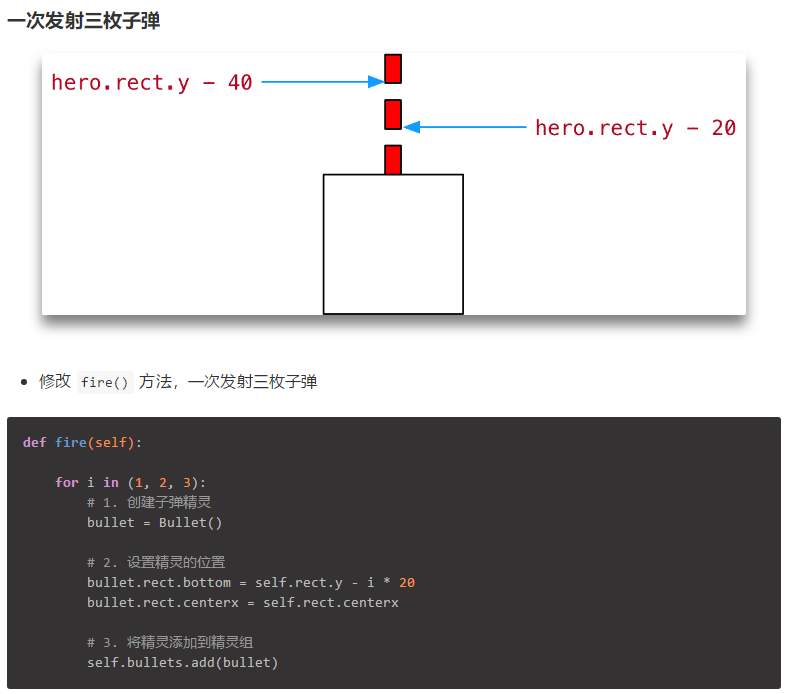 一次发射三枚子弹
hero.rect.y - 40
hero.rect.y - 20
修改 fire() 方法，一次发射三枚子弹
def fire(self):
    for i in (1, 2, 3):
        # 1. 创建子弹精灵
        bullet = Bullet()
        # 2. 设置精灵的位置
        bullet.rect.bottom = self.rect.y - i * 20
        bullet.rect.centerx = self.rect.centerx
        # 3. 将精灵添加到精灵组
        self.bullets.add(bullet)